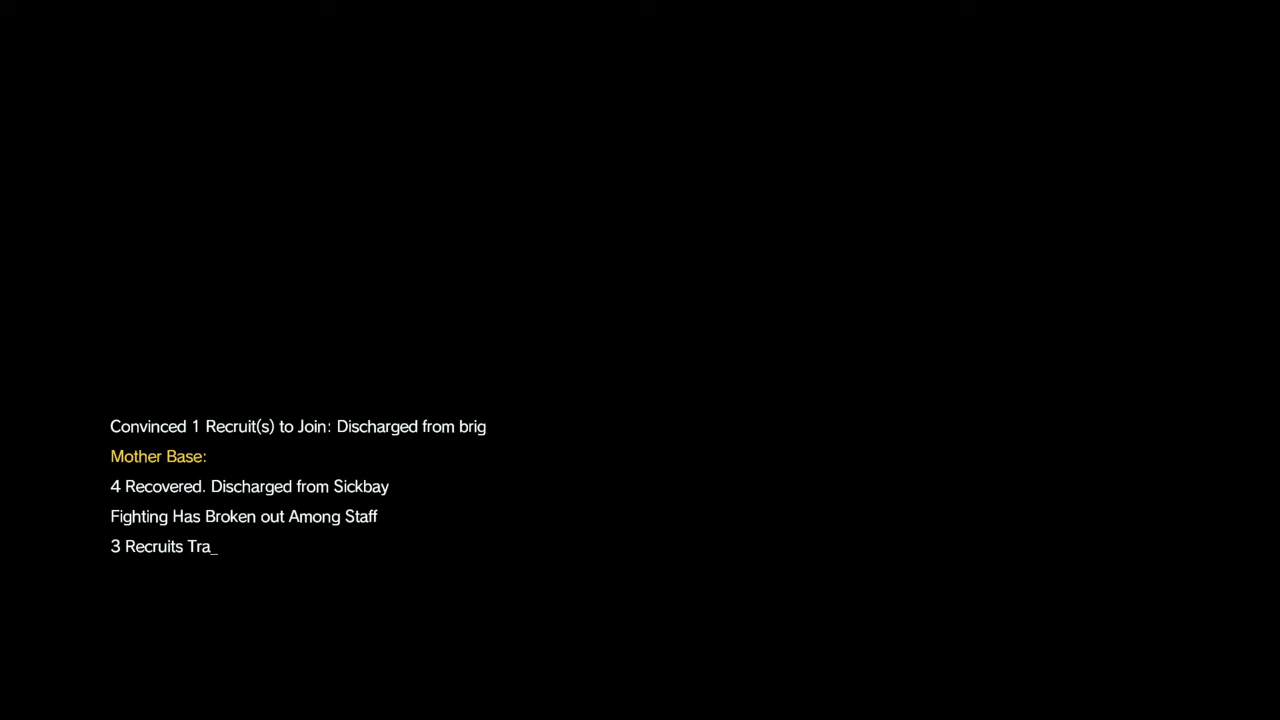 Convinced 1 Recruit(s) to Join: Discharged from brig
Mother Base:
4 Recovered. Discharged from Sickbay
Fighting Has Broken out Among Staff
3 Recruits Tra_